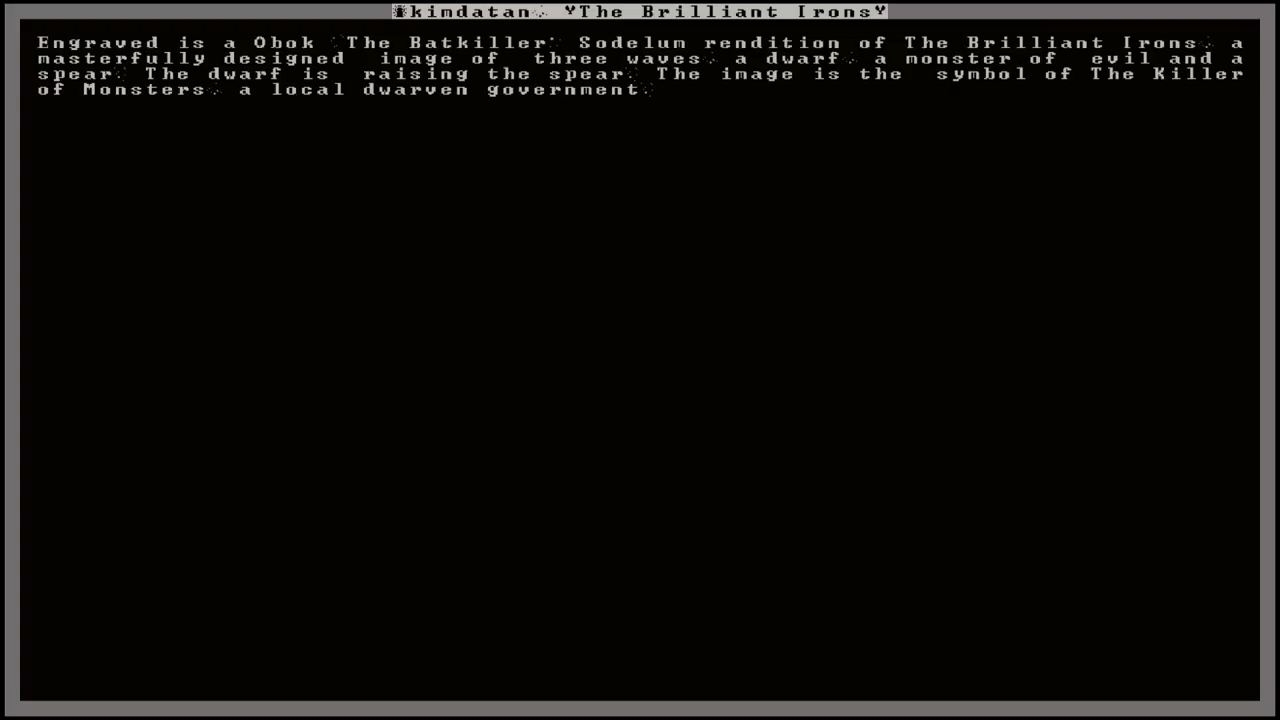 kimdatan, "The Brilliant Irons"
Engraved is a Obok "The Batkiller" Sodelum rendition of The Brilliant Irons, a
masterfully designed image of three waves, a dwarf, a monster of evil and a
spear. The dwarf is raising the spear. The image is the symbol of The Killer
of Monsters, a local dwarven government.